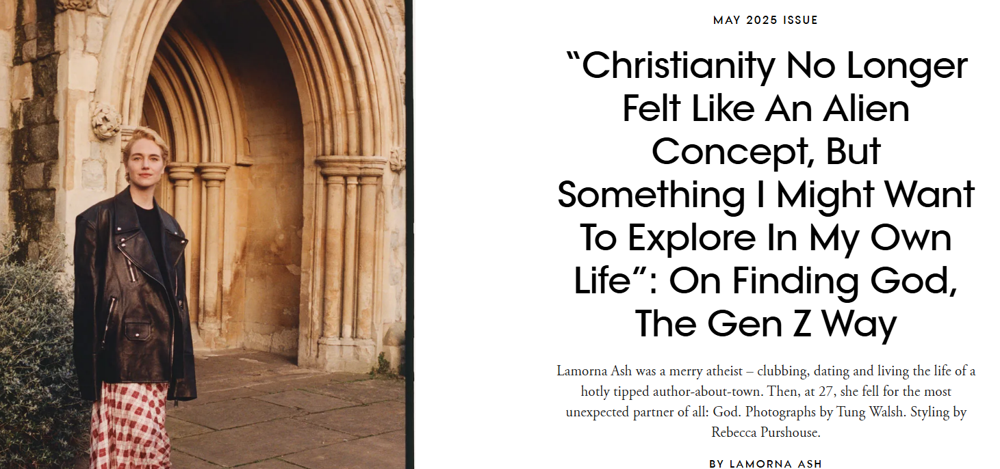 MAY 2025 ISSUE
“Christianity No Longer
Felt Like An Alien
Concept, But
Something I Might Want
To Explore In My Own
Life”: On Finding God,
The Gen Z Way
Lamorna Ash was a merry atheist – clubbing, dating and living the life of a
hotly tipped author-about-town. Then, at 27, she fell for the most
unexpected partner of all: God. Photographs by Tung Walsh. Styling by
Rebecca Purshouse.
BY LAMORNA ASH